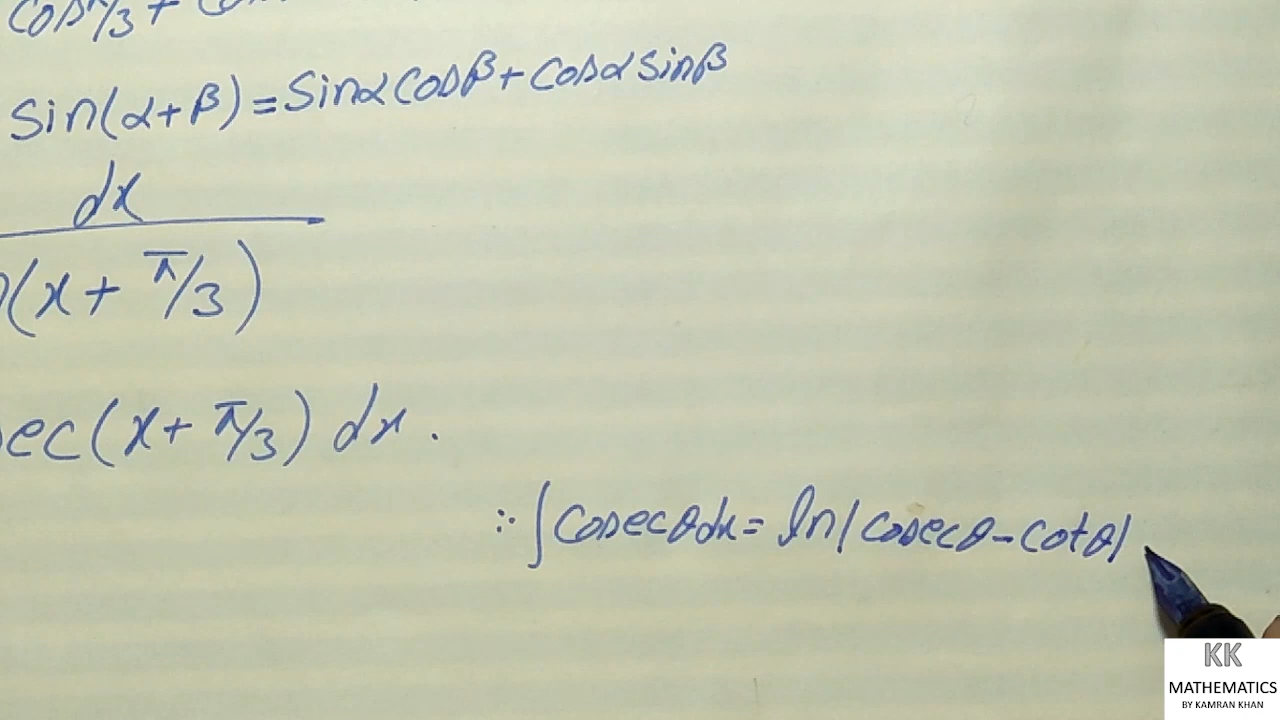 cosπ/3 +
sin(α+β)=Sinα Cosβ+Cosα Sinβ
dx
(x+ π/3)
ec(x+ π/3) dx.
∵ ∫cosecθdx= ln|cosecθ-cotθ|
KK
MATHEMATICS
BY KAMRAN KHAN